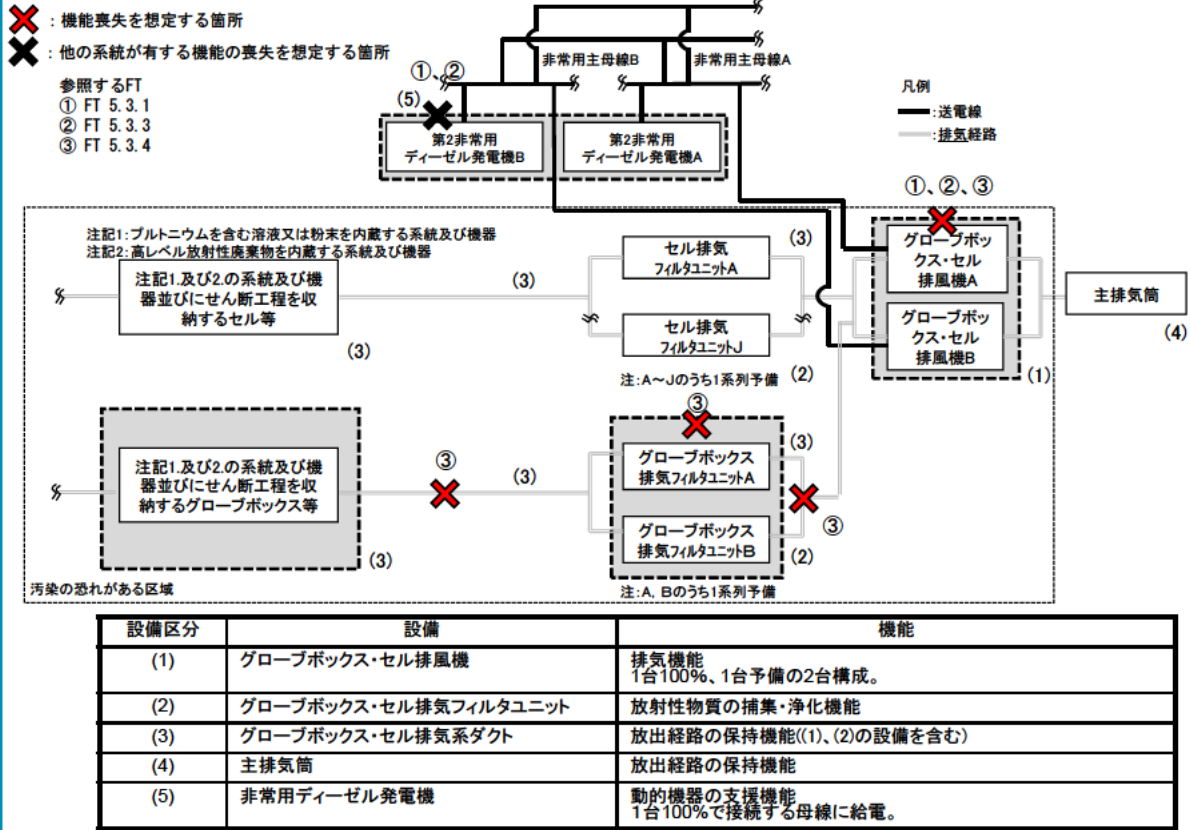 ：機能喪失を想定する箇所
：他の系統が有する機能の喪失を想定する箇所
参照するFT
① FT 5.3.1
② FT 5.3.3
③ FT 5.3.4
①、②
(5)
非常用主母線B
非常用主母線A
第2非常用
ディーゼル発電機B
第2非常用
ディーゼル発電機A
凡例
:送電線
:排気経路
①、②、③
注記1：プルトニウムを含む溶液又は粉末を内蔵する系統及び機器
注記2：高レベル放射性廃棄物を内蔵する系統及び機器
注記1.及び2.の系統及び機
器並びにせん断工程を収
納するセル等
(3)
(3)
セル排気
フィルタユニットA
(3)
セル排気
フィルタユニットJ
(2)
注：A～Jのうち1系列予備
グローブボッ
クス・セル
排風機A
グローブボッ
クス・セル
排風機B
(1)
主排気筒
(4)
注記1.及び2.の系統及び機
器並びにせん断工程を収
納するグローブボックス等
(3)
③
(3)
③
グローブボックス
排気フィルタユニットA
(3)
グローブボックス
排気フィルタユニットB
(2)
③
注：A, Bのうち1系列予備
汚染の恐れがある区域
設備区分 設備 機能
(1) グローブボックス・セル排風機 排気機能
1台100%、1台予備の2台構成。
(2) グローブボックス・セル排気フィルタユニット 放射性物質の捕集・浄化機能
(3) グローブボックス・セル排気系ダクト 放出経路の保持機能((1)、(2)の設備を含む)
(4) 主排気筒 放出経路の保持機能
(5) 非常用ディーゼル発電機 動的機器の支援機能
1台100%で接続する母線に給電。